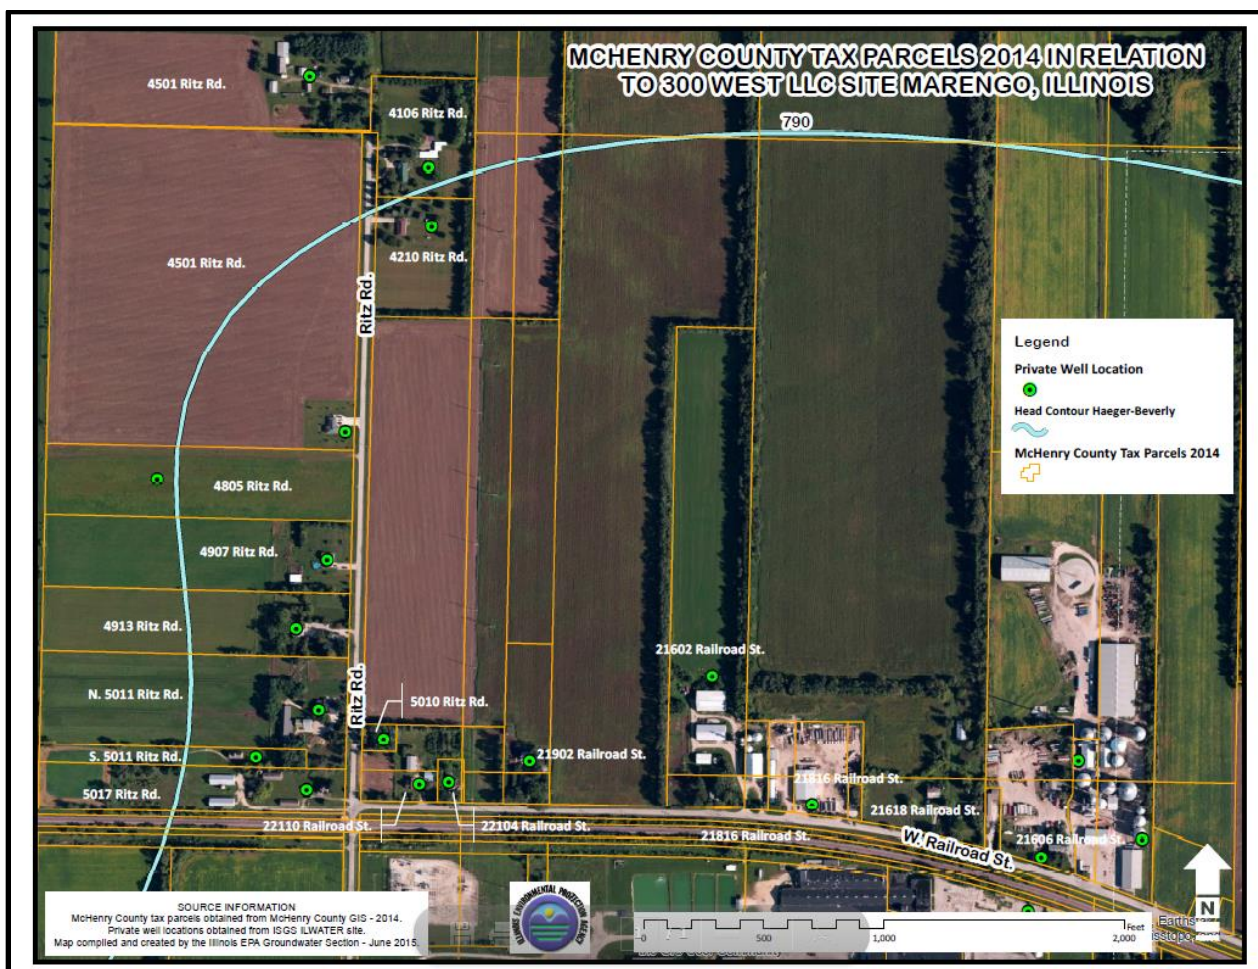 MCHENRY COUNTY TAX PARCELS 2014 IN RELATION
TO 300 WEST LLC SITE MARENGO, ILLINOIS
4501 Ritz Rd.
4106 Ritz Rd.
790
4501 Ritz Rd.
4210 Ritz Rd.
Ritz Rd.
Legend
Private Well Location
Head Contour Haeger-Beverly
McHenry County Tax Parcels 2014
4805 Ritz Rd.
4907 Ritz Rd.
4913 Ritz Rd.
21602 Railroad St.
N. 5011 Ritz Rd.
Ritz Rd.
5010 Ritz Rd.
S. 5011 Ritz Rd.
21902 Railroad St.
5017 Ritz Rd.
21816 Railroad St.
21618 Railroad St.
22110 Railroad St.
22104 Railroad St.
21816 Railroad St.
W. Railroad St.
21606 Railroad St.
N
SOURCE INFORMATION
McHenry County tax parcels obtained from McHenry County GIS - 2014.
Private well locations obtained from ISGS ILWATER site.
Map compiled and created by the Illinois EPA Groundwater Section - June 2015.
ILLINOIS ENVIRONMENTAL PROTECTION AGENCY
Feet
0 500 1,000 2,000